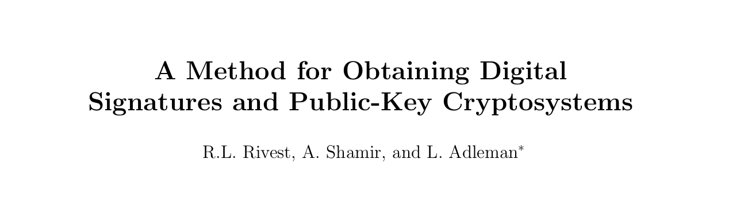 A Method for Obtaining Digital
Signatures and Public-Key Cryptosystems
R.L. Rivest, A. Shamir, and L. Adleman*